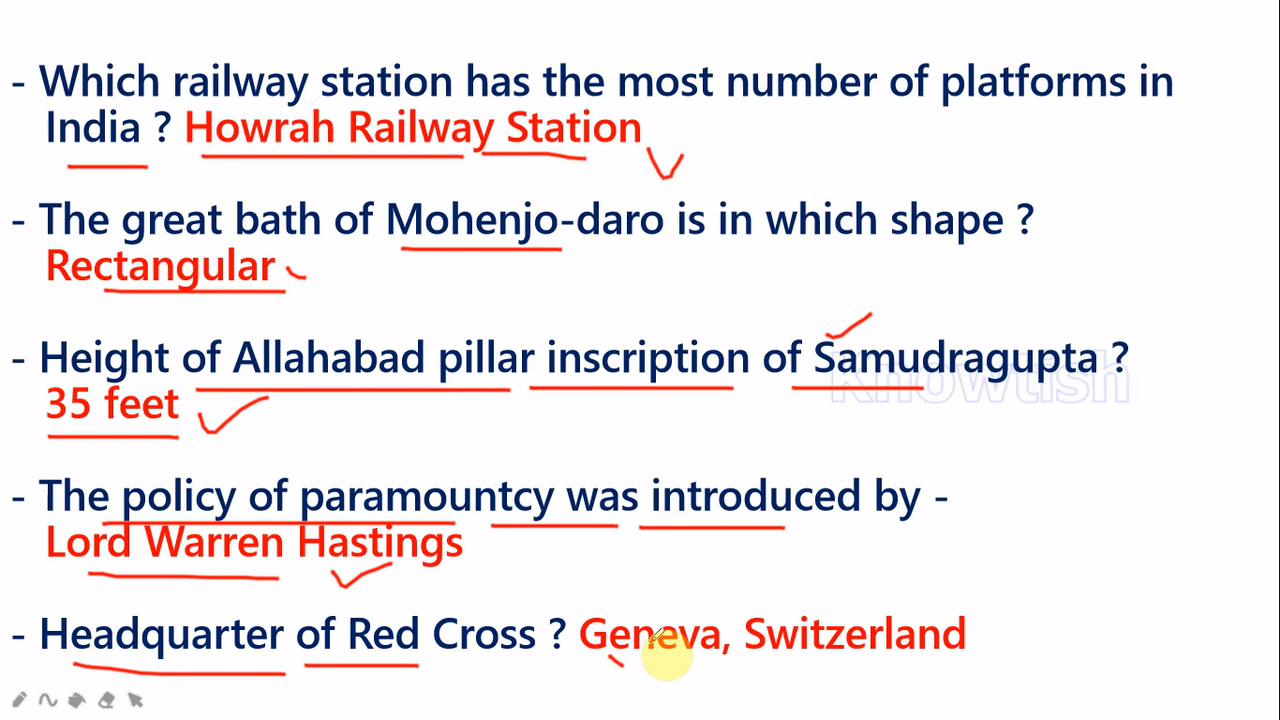 - Which railway station has the most number of platforms in
India ? Howrah Railway Station
- The great bath of Mohenjo-daro is in which shape ?
Rectangular
- Height of Allahabad pillar inscription of Samudragupta ?
Knowtish
35 feet
- The policy of paramountcy was introduced by -
Lord Warren Hastings
- Headquarter of Red Cross ? Geneva, Switzerland